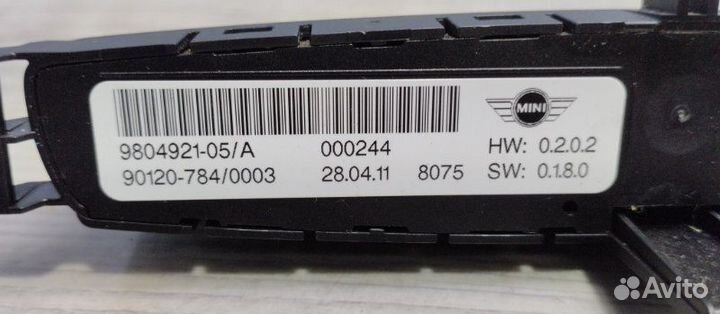 MINI
9804921-05/A 000244 HW: 0.2.0.2
90120-784/0003 28.04.11 8075 SW: 0.1.8.0
Avito